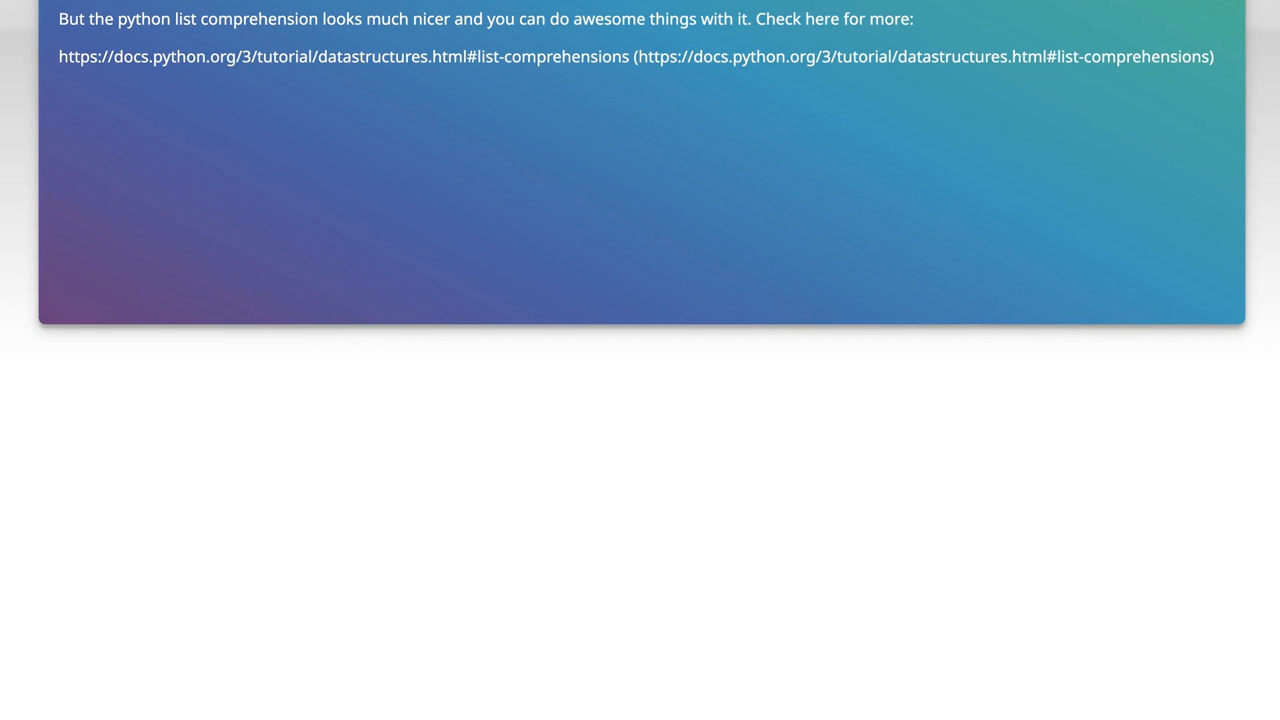 But the python list comprehension looks much nicer and you can do awesome things with it. Check here for more:
https://docs.python.org/3/tutorial/datastructures.html#list-comprehensions (https://docs.python.org/3/tutorial/datastructures.html#list-comprehensions)